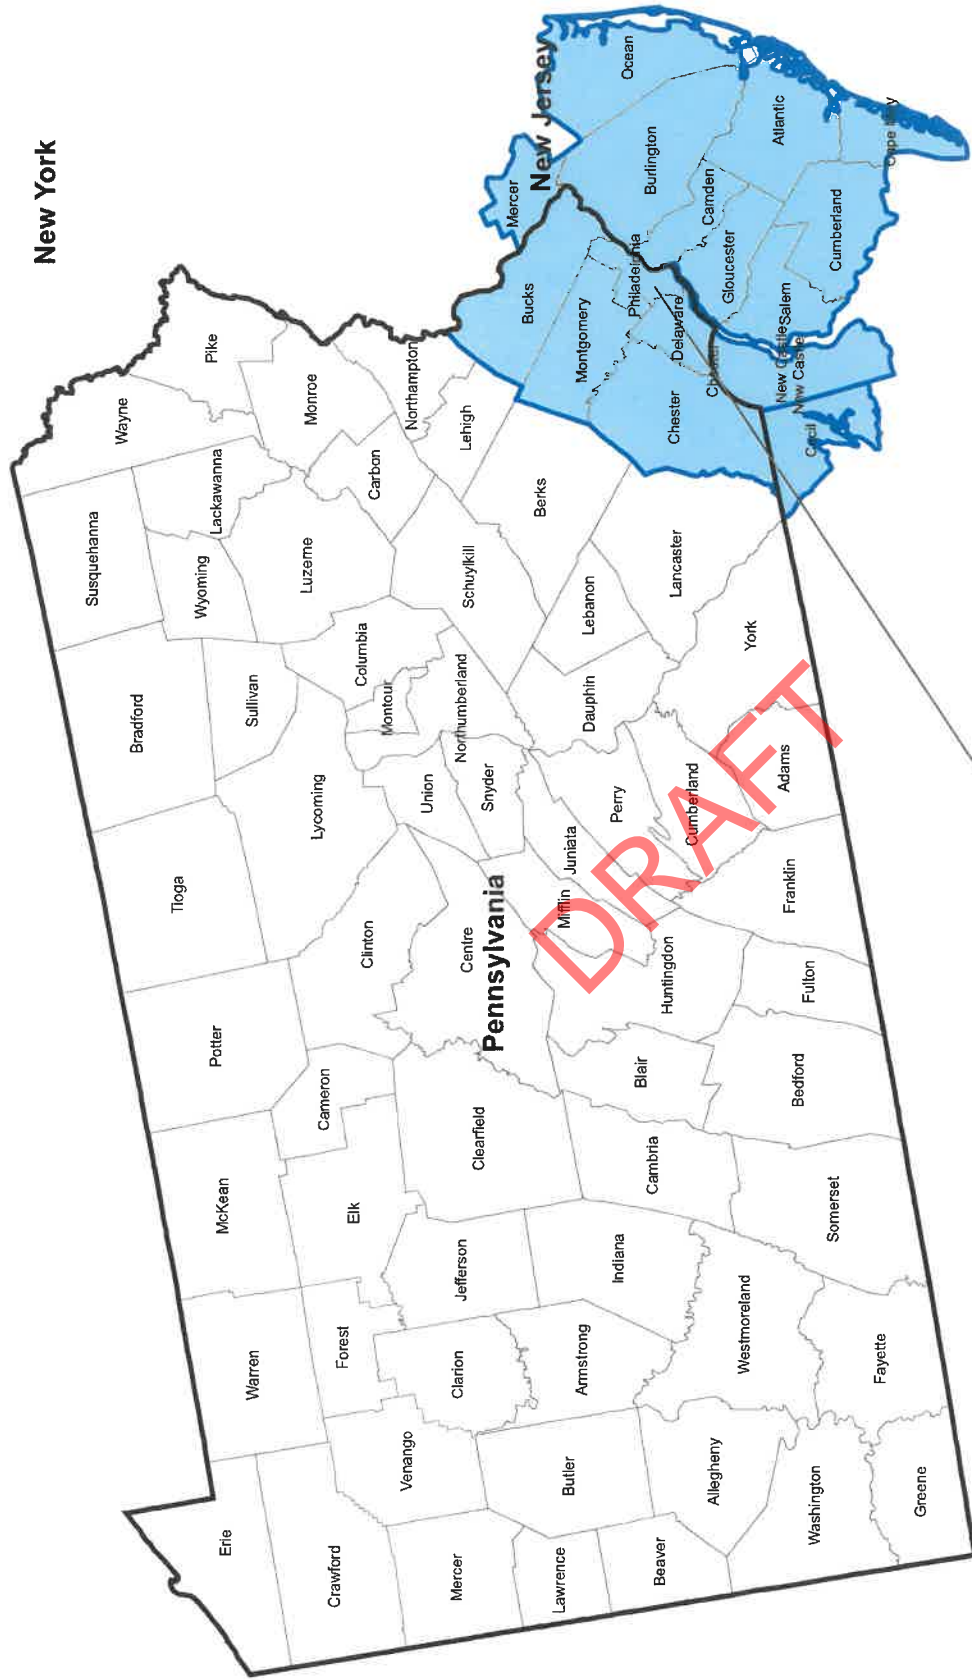 New York
New Jersey
Pennsylvania
Erie
Crawford
Mercer
Lawrence
Beaver
Washington
Greene
Warren
Forest
Venango
Clarion
Butler
Armstrong
Allegheny
Westmoreland
Fayette
McKean
Elk
Jefferson
Indiana
Cambria
Somerset
Potter
Cameron
Clearfield
Blair
Bedford
Tioga
Clinton
Centre
Mifflin
Huntingdon
Fulton
Franklin
Bradford
Sullivan
Lycoming
Union
Snyder
Juniata
Perry
Cumberland
Adams
Montour
Columbia
Northumberland
Dauphin
York
Susquehanna
Wyoming
Lackawanna
Luzerne
Schuylkill
Lebanon
Lancaster
Wayne
Pike
Monroe
Carbon
Northampton
Lehigh
Berks
Bucks
Montgomery
Philadelphia
Delaware
Chester
Chester
Mercer
Ocean
Burlington
Camden
Gloucester
Atlantic
Salem
Cumberland
Cape May
New Castle
New Castle
Cecil
DRAFT